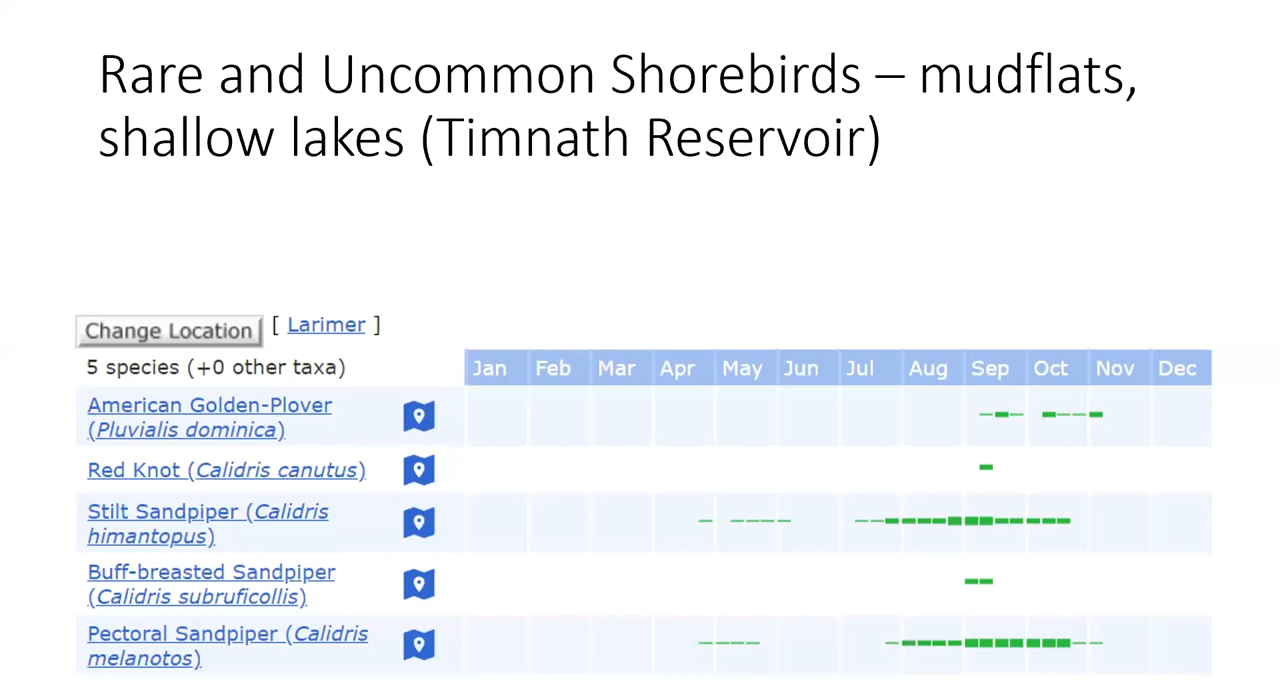 Rare and Uncommon Shorebirds – mudflats,
shallow lakes (Timnath Reservoir)
Change Location [ Larimer ]
5 species (+0 other taxa) Jan Feb Mar Apr May Jun Jul Aug Sep Oct Nov Dec
American Golden-Plover
(Pluvialis dominica)
Red Knot (Calidris canutus)
Stilt Sandpiper (Calidris
himantopus)
Buff-breasted Sandpiper
(Calidris subruficollis)
Pectoral Sandpiper (Calidris
melanotos)